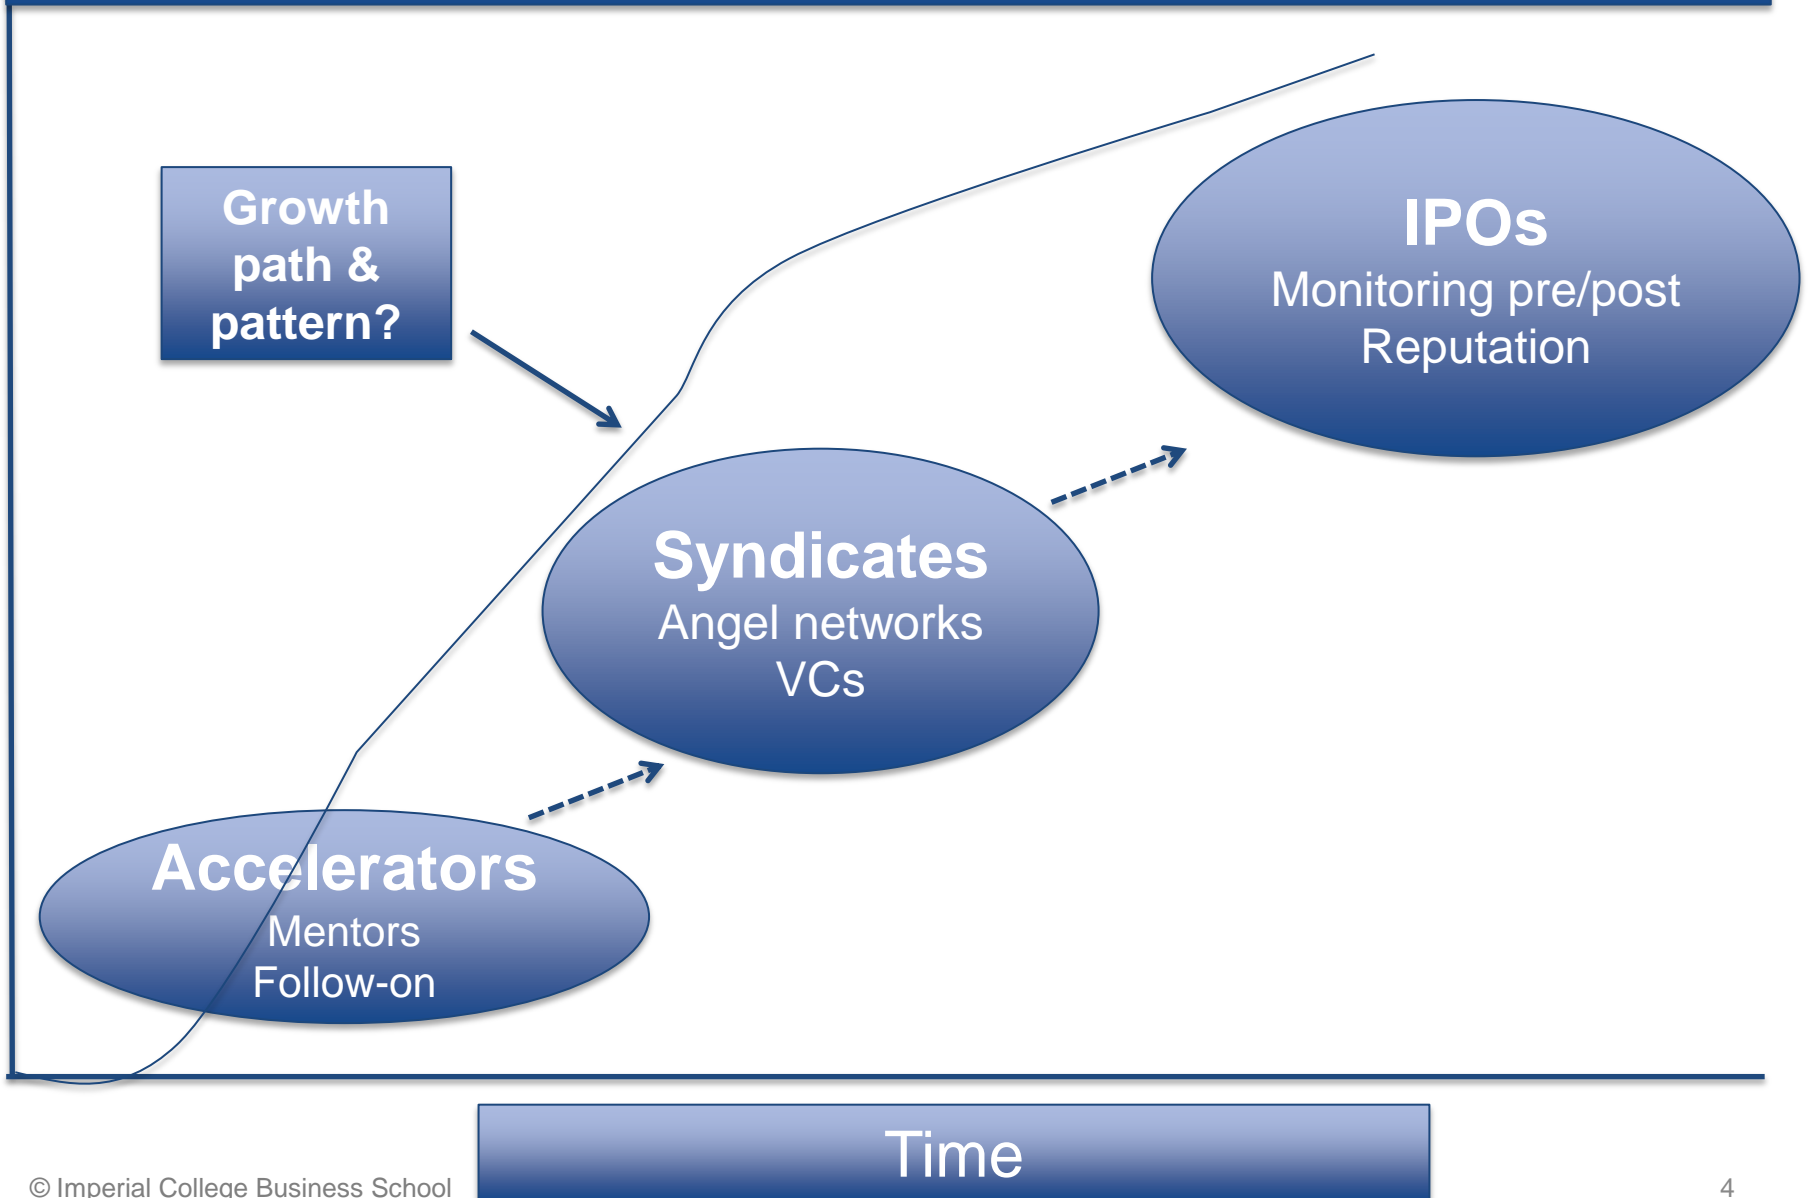 Growth
path &
pattern?
IPOs
Monitoring pre/post
Reputation
Syndicates
Angel networks
VCs
Accelerators
Mentors
Follow-on
Time
© Imperial College Business School
4